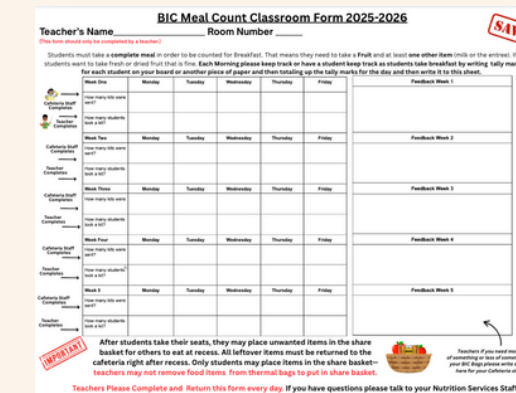 BIC Meal Count Classroom Form 2025-2026
Teacher's Name____________________ Room Number _____
(This form should only be completed by a teacher.)
SAV
Students must take a complete meal in order to be counted for Breakfast. That means they need to take a Fruit and at least one other item (milk or the entree). If
students want to take fresh or dried fruit that is fine. Each Morning please keep track or have a student keep track as students take breakfast by writing tally mar
for each student on your board or another piece of paper and then totaling up the tally marks for the day and then write it to this sheet.
Week One Monday Tuesday Wednesday Thursday Friday Feedback Week 1
Cafeteria Staff Completes
How many kits were sent?
Teacher Completes
How many students took a kit?
Week Two Monday Tuesday Wednesday Thursday Friday Feedback Week 2
Cafeteria Staff Completes
How many kits were sent?
Teacher Completes
How many students took a kit?
Week Three Monday Tuesday Wednesday Thursday Friday Feedback Week 3
Cafeteria Staff Completes
How many kits were sent?
Teacher Completes
How many students took a kit?
Week Four Monday Tuesday Wednesday Thursday Friday Feedback Week 4
Cafeteria Staff Completes
How many kits were sent?
Teacher Completes
How many students took a kit?
Week 5 Monday Tuesday Wednesday Thursday Friday Feedback Week 5
Cafeteria Staff Completes
How many kits were sent?
Teacher Completes
How many students took a kit?
IMPORTANT
After students take their seats, they may place unwanted items in the share
basket for others to eat at recess. All leftover items must be returned to the
cafeteria right after recess. Only students may place items in the share basket—
teachers may not remove food items from thermal bags to put in share basket.
Teachers if you need mo
of something or less of somet
your BIC Bags please write
here for your Cafeteria s
Teachers Please Complete and Return this form every day. If you have questions please talk to your Nutrition Services Staff